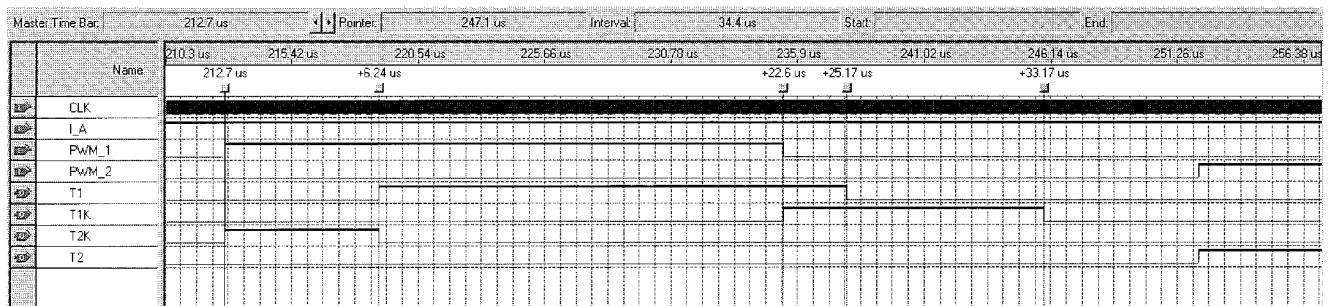 Master Time Bar: 212.7 us Pointer: 247.1 us Interval: 34.4 us Start: End:
Name
210.3 us 215.42 us 220.54 us 225.66 us 230.78 us 235.9 us 241.02 us 246.14 us 251.26 us 256.38 us
212.7 us +6.24 us +22.6 us +25.17 us +33.17 us
CLK
I_A
PWM_1
PWM_2
T1
T1K
T2K
T2